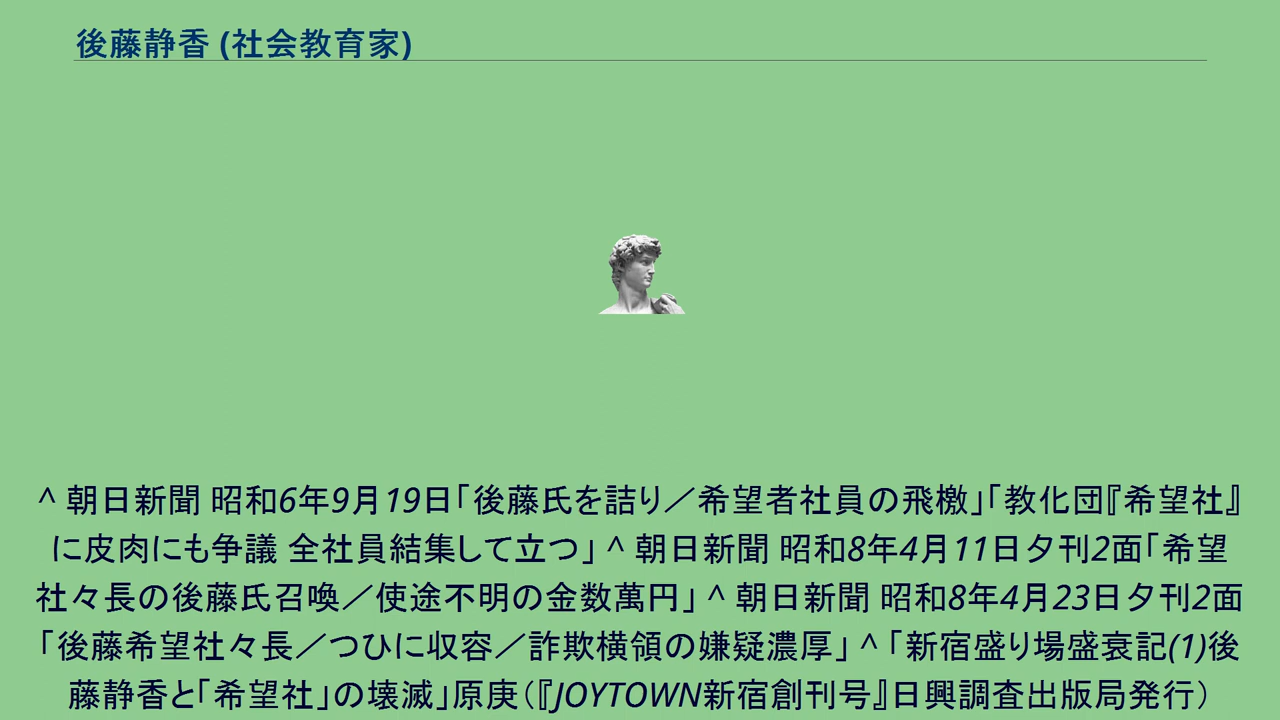 後藤静香 (社会教育家)
^ 朝日新聞 昭和6年9月19日「後藤氏を詰り／希望者社員の飛檄」「教化団『希望社』
に皮肉にも争議 全社員結集して立つ」 ^ 朝日新聞 昭和8年4月11日夕刊2面「希望
社々長の後藤氏召喚／使途不明の金数萬円」 ^ 朝日新聞 昭和8年4月23日夕刊2面
「後藤希望社々長／つひに収容／詐欺横領の嫌疑濃厚」 ^ 「新宿盛り場盛衰記(1)後
藤静香と「希望社」の壊滅」原庚（『JOYTOWN新宿創刊号』日興調査出版局発行）